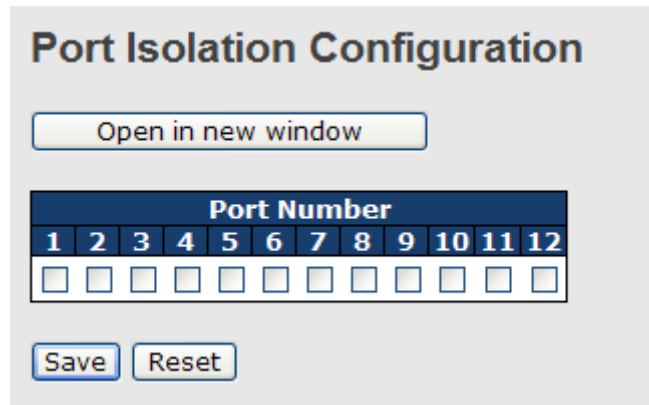 Port Isolation Configuration
Open in new window
Port Number
1 2 3 4 5 6 7 8 9 10 11 12
Save Reset